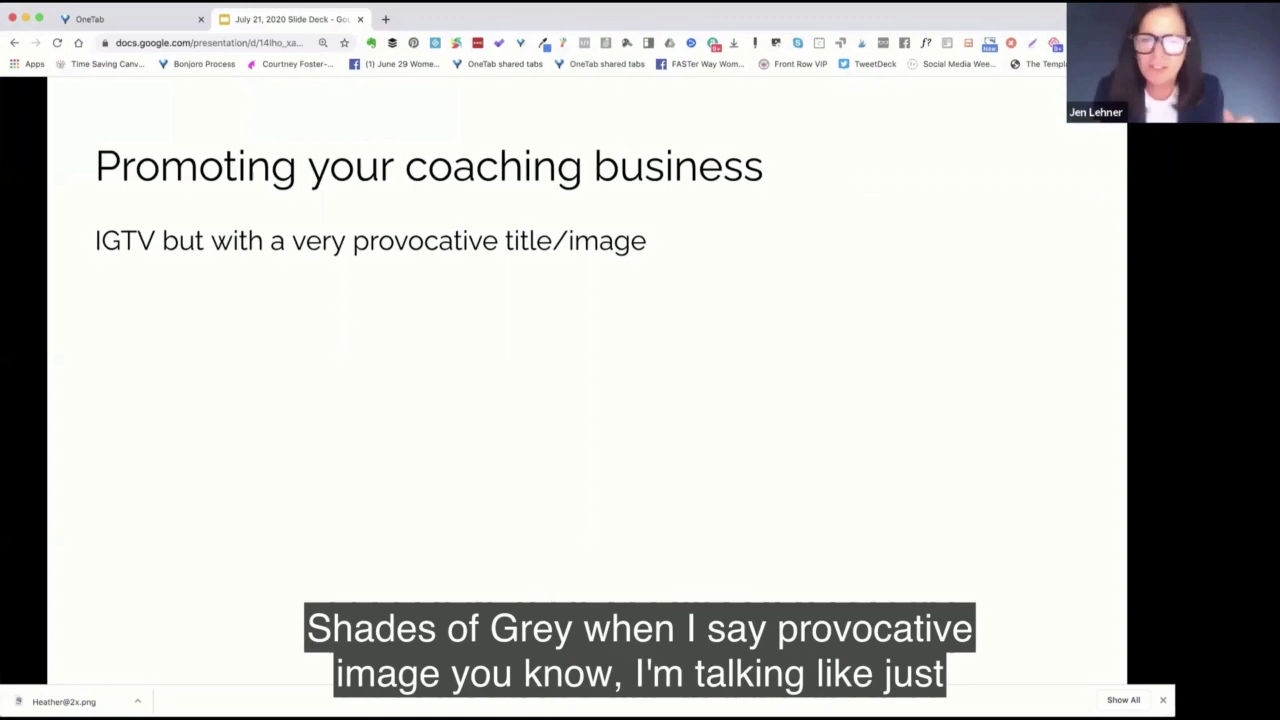 OneTab
July 21, 2020 Slide Deck - Goo
docs.google.com/presentation/d/14lho_xa...
Apps
Time Saving Canv...
Bonjoro Process
Courtney Foster-...
(1) June 29 Wome...
OneTab shared tabs
OneTab shared tabs
FASTer Way Wom...
Front Row VIP
TweetDeck
Social Media Wee...
The Templa
Jen Lehner
Promoting your coaching business
IGTV but with a very provocative title/image
Shades of Grey when I say provocative
image you know, I'm talking like just
Heather@2x.png
Show All